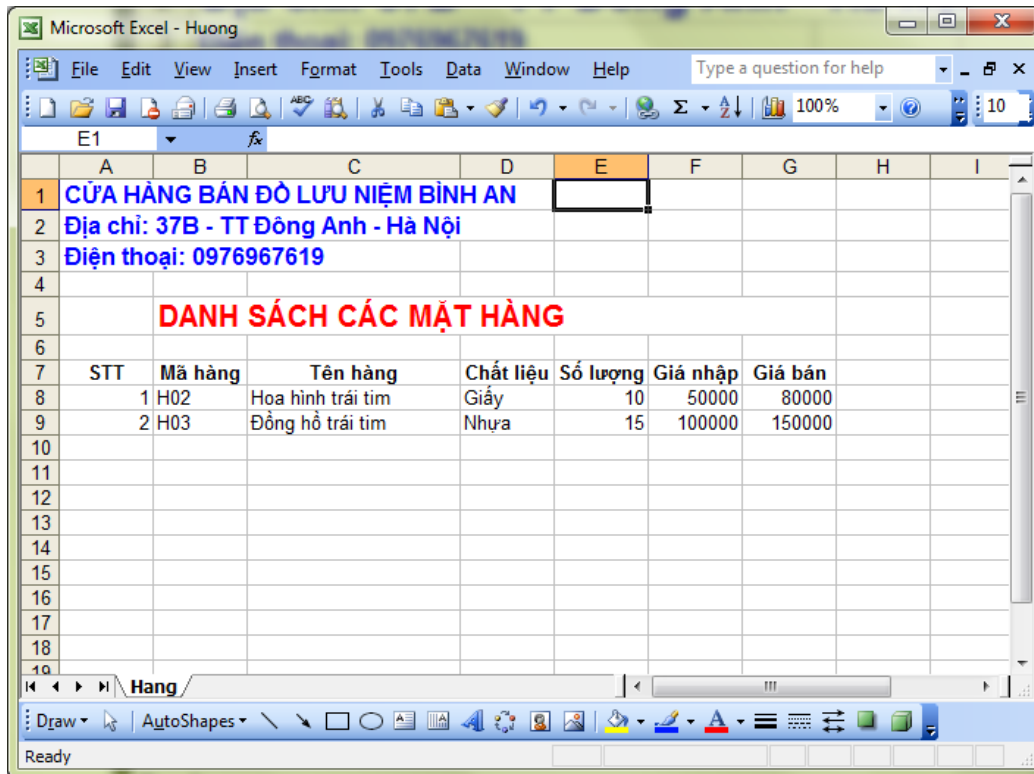 Microsoft Excel - Huong
File Edit View Insert Format Tools Data Window Help Type a question for help
100% 10
E1 fx
A B C D E F G H I
1 CỬA HÀNG BÁN ĐỒ LƯU NIỆM BÌNH AN
2 Địa chỉ: 37B - TT Đông Anh - Hà Nội
3 Điện thoại: 0976967619
4
5 DANH SÁCH CÁC MẶT HÀNG
6
7 STT Mã hàng Tên hàng Chất liệu Số lượng Giá nhập Giá bán
8 1 H02 Hoa hình trái tim Giấy 10 50000 80000
9 2 H03 Đồng hồ trái tim Nhựa 15 100000 150000
10
11
12
13
14
15
16
17
18
19
Hang
Draw AutoShapes
Ready